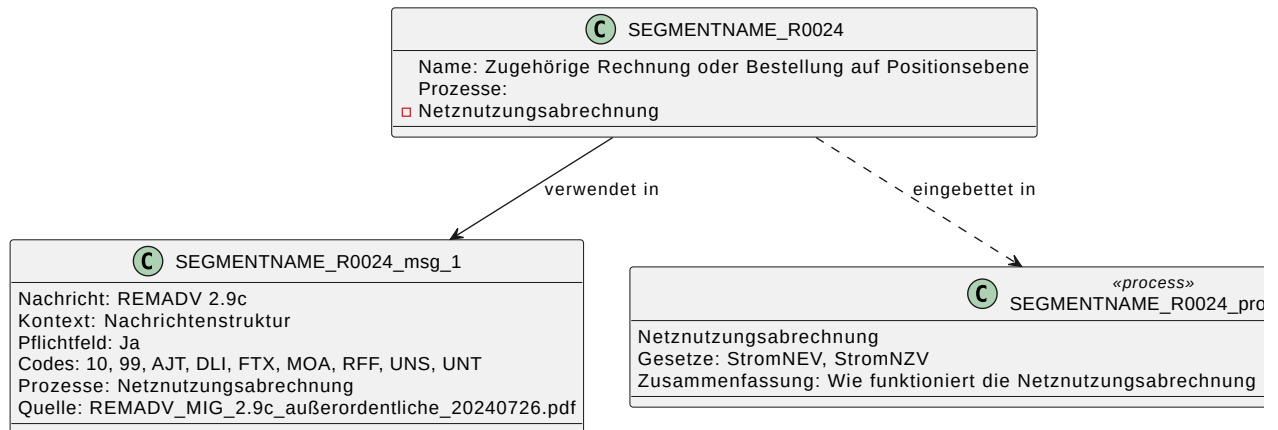 C SEGMENTNAME_R0024
Name: Zugehörige Rechnung oder Bestellung auf Positionsebene
Prozesse:
Netznutzungsabrechnung
verwendet in
eingebettet in
C SEGMENTNAME_R0024_msg_1
Nachricht: REMADV 2.9c
Kontext: Nachrichtenstruktur
Pflichtfeld: Ja
Codes: 10, 99, AJT, DLI, FTX, MOA, RFF, UNS, UNT
Prozesse: Netznutzungsabrechnung
Quelle: REMADV_MIG_2.9c_außerordentliche_20240726.pdf
«process»
C SEGMENTNAME_R0024_pro
Netznutzungsabrechnung
Gesetze: StromNEV, StromNZV
Zusammenfassung: Wie funktioniert die Netznutzungsabrechnung